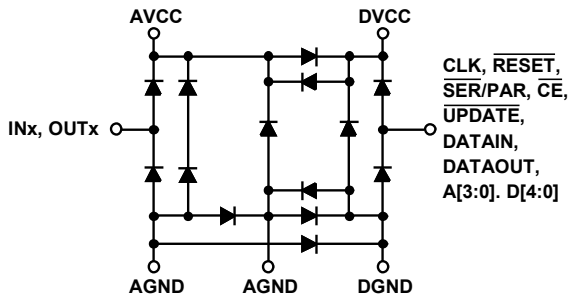 AVCC
DVCC
INx, OUTx
CLK, RESET,
SER/PAR, CE,
UPDATE,
DATAIN,
DATAOUT,
A[3:0]. D[4:0]
AGND
AGND
DGND